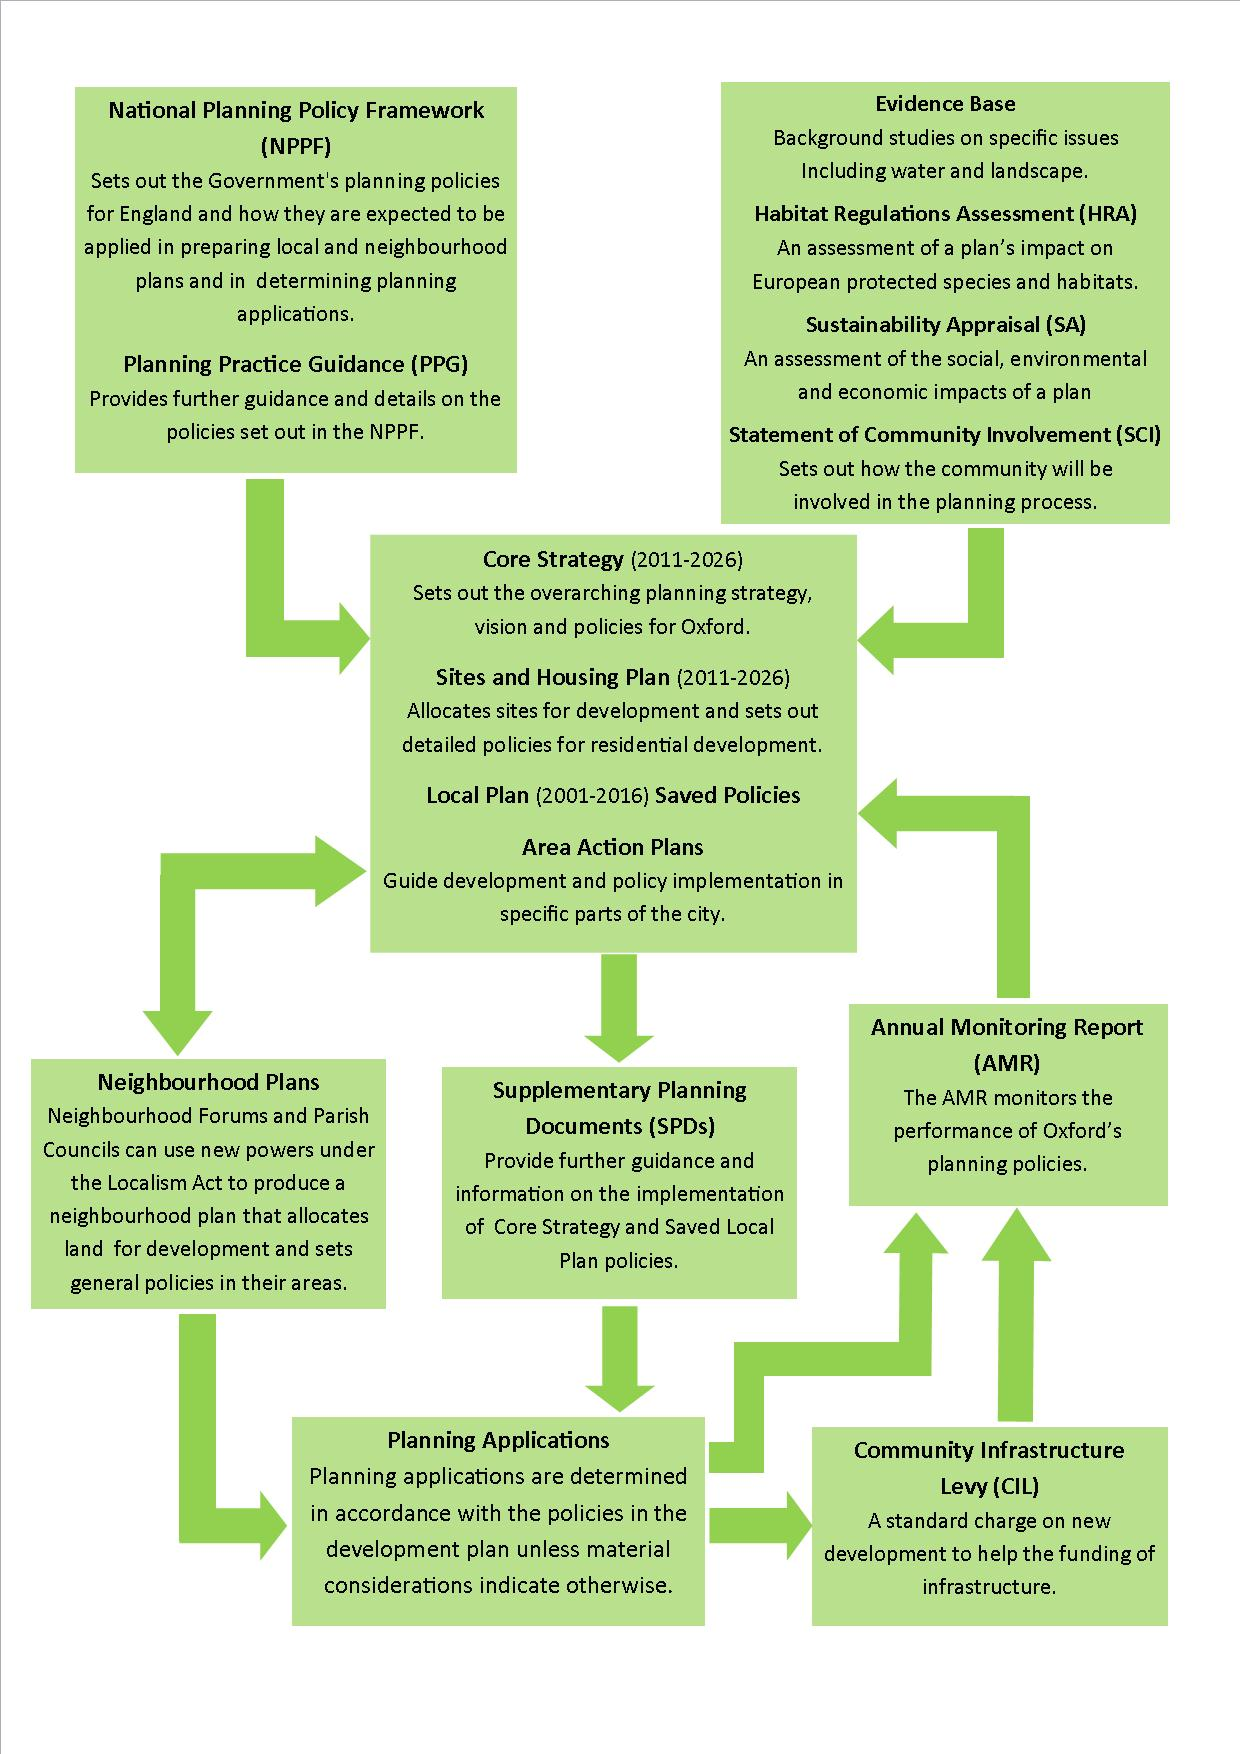 National Planning Policy Framework
(NPPF)
Sets out the Government's planning policies
for England and how they are expected to be
applied in preparing local and neighbourhood
plans and in determining planning
applications.
Planning Practice Guidance (PPG)
Provides further guidance and details on the
policies set out in the NPPF.
Evidence Base
Background studies on specific issues
Including water and landscape.
Habitat Regulations Assessment (HRA)
An assessment of a plan’s impact on
European protected species and habitats.
Sustainability Appraisal (SA)
An assessment of the social, environmental
and economic impacts of a plan
Statement of Community Involvement (SCI)
Sets out how the community will be
involved in the planning process.
Core Strategy (2011-2026)
Sets out the overarching planning strategy,
vision and policies for Oxford.
Sites and Housing Plan (2011-2026)
Allocates sites for development and sets out
detailed policies for residential development.
Local Plan (2001-2016) Saved Policies
Area Action Plans
Guide development and policy implementation in
specific parts of the city.
Neighbourhood Plans
Neighbourhood Forums and Parish
Councils can use new powers under
the Localism Act to produce a
neighbourhood plan that allocates
land for development and sets
general policies in their areas.
Supplementary Planning
Documents (SPDs)
Provide further guidance and
information on the implementation
of Core Strategy and Saved Local
Plan policies.
Annual Monitoring Report
(AMR)
The AMR monitors the
performance of Oxford’s
planning policies.
Planning Applications
Planning applications are determined
in accordance with the policies in the
development plan unless material
considerations indicate otherwise.
Community Infrastructure
Levy (CIL)
A standard charge on new
development to help the funding of
infrastructure.